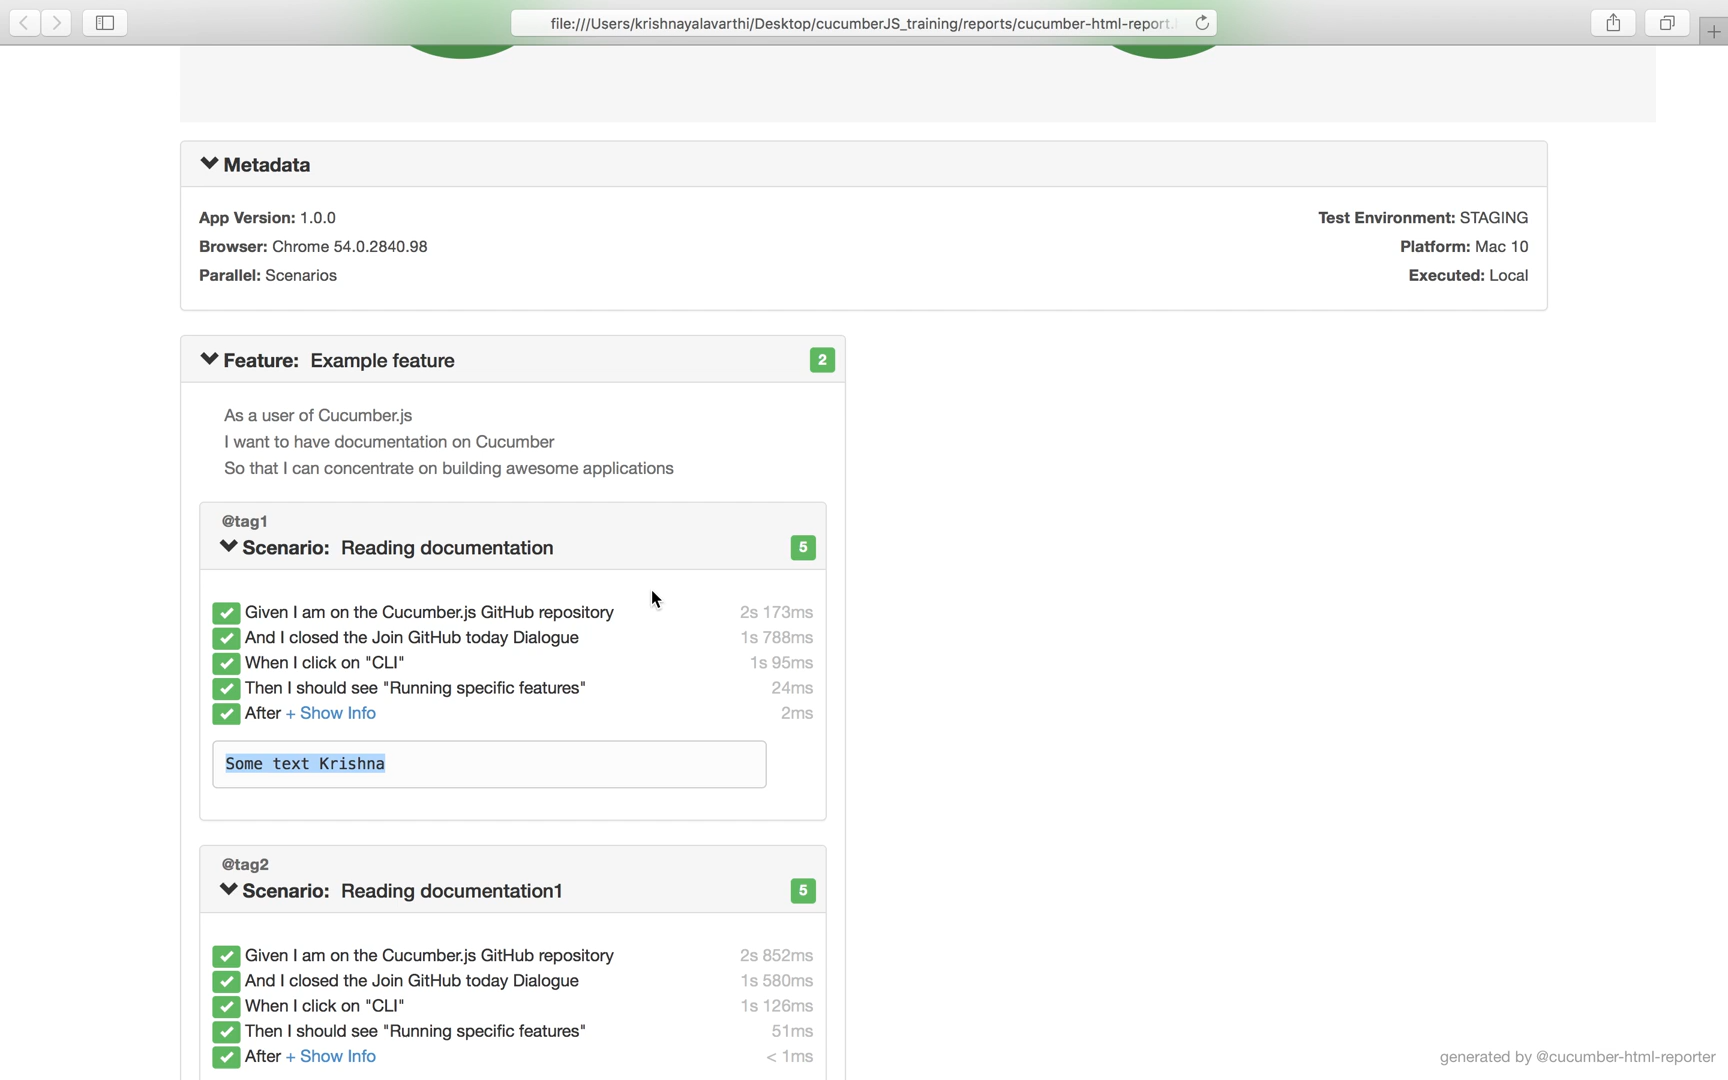 file:///Users/krishnayalavarthi/Desktop/cucumberJS_training/reports/cucumber-html-report.
Metadata
App Version: 1.0.0
Test Environment: STAGING
Browser: Chrome 54.0.2840.98
Platform: Mac 10
Parallel: Scenarios
Executed: Local
Feature: Example feature 2
As a user of Cucumber.js
I want to have documentation on Cucumber
So that I can concentrate on building awesome applications
@tag1
Scenario: Reading documentation 5
Given I am on the Cucumber.js GitHub repository 2s 173ms
And I closed the Join GitHub today Dialogue 1s 788ms
When I click on "CLI" 1s 95ms
Then I should see "Running specific features" 24ms
After + Show Info 2ms
Some text Krishna
@tag2
Scenario: Reading documentation1 5
Given I am on the Cucumber.js GitHub repository 2s 852ms
And I closed the Join GitHub today Dialogue 1s 580ms
When I click on "CLI" 1s 126ms
Then I should see "Running specific features" 51ms
After + Show Info < 1ms
generated by @cucumber-html-reporter